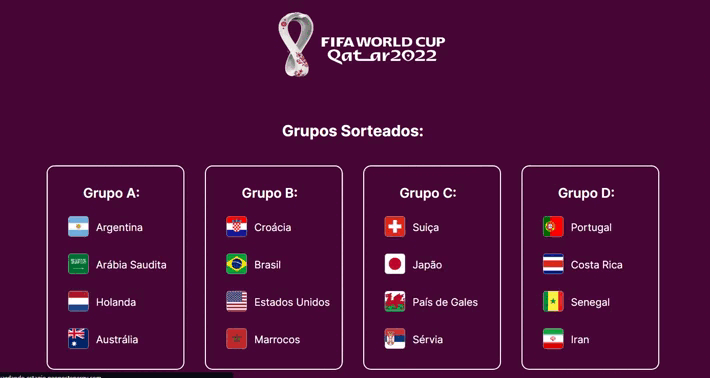 FIFA WORLD CUP
Qatar2022
Grupos Sorteados:
Grupo A:
Argentina
Arábia Saudita
Holanda
Austrália
Grupo B:
Croácia
Brasil
Estados Unidos
Marrocos
Grupo C:
Suiça
Japão
País de Gales
Sérvia
Grupo D:
Portugal
Costa Rica
Senegal
Iran